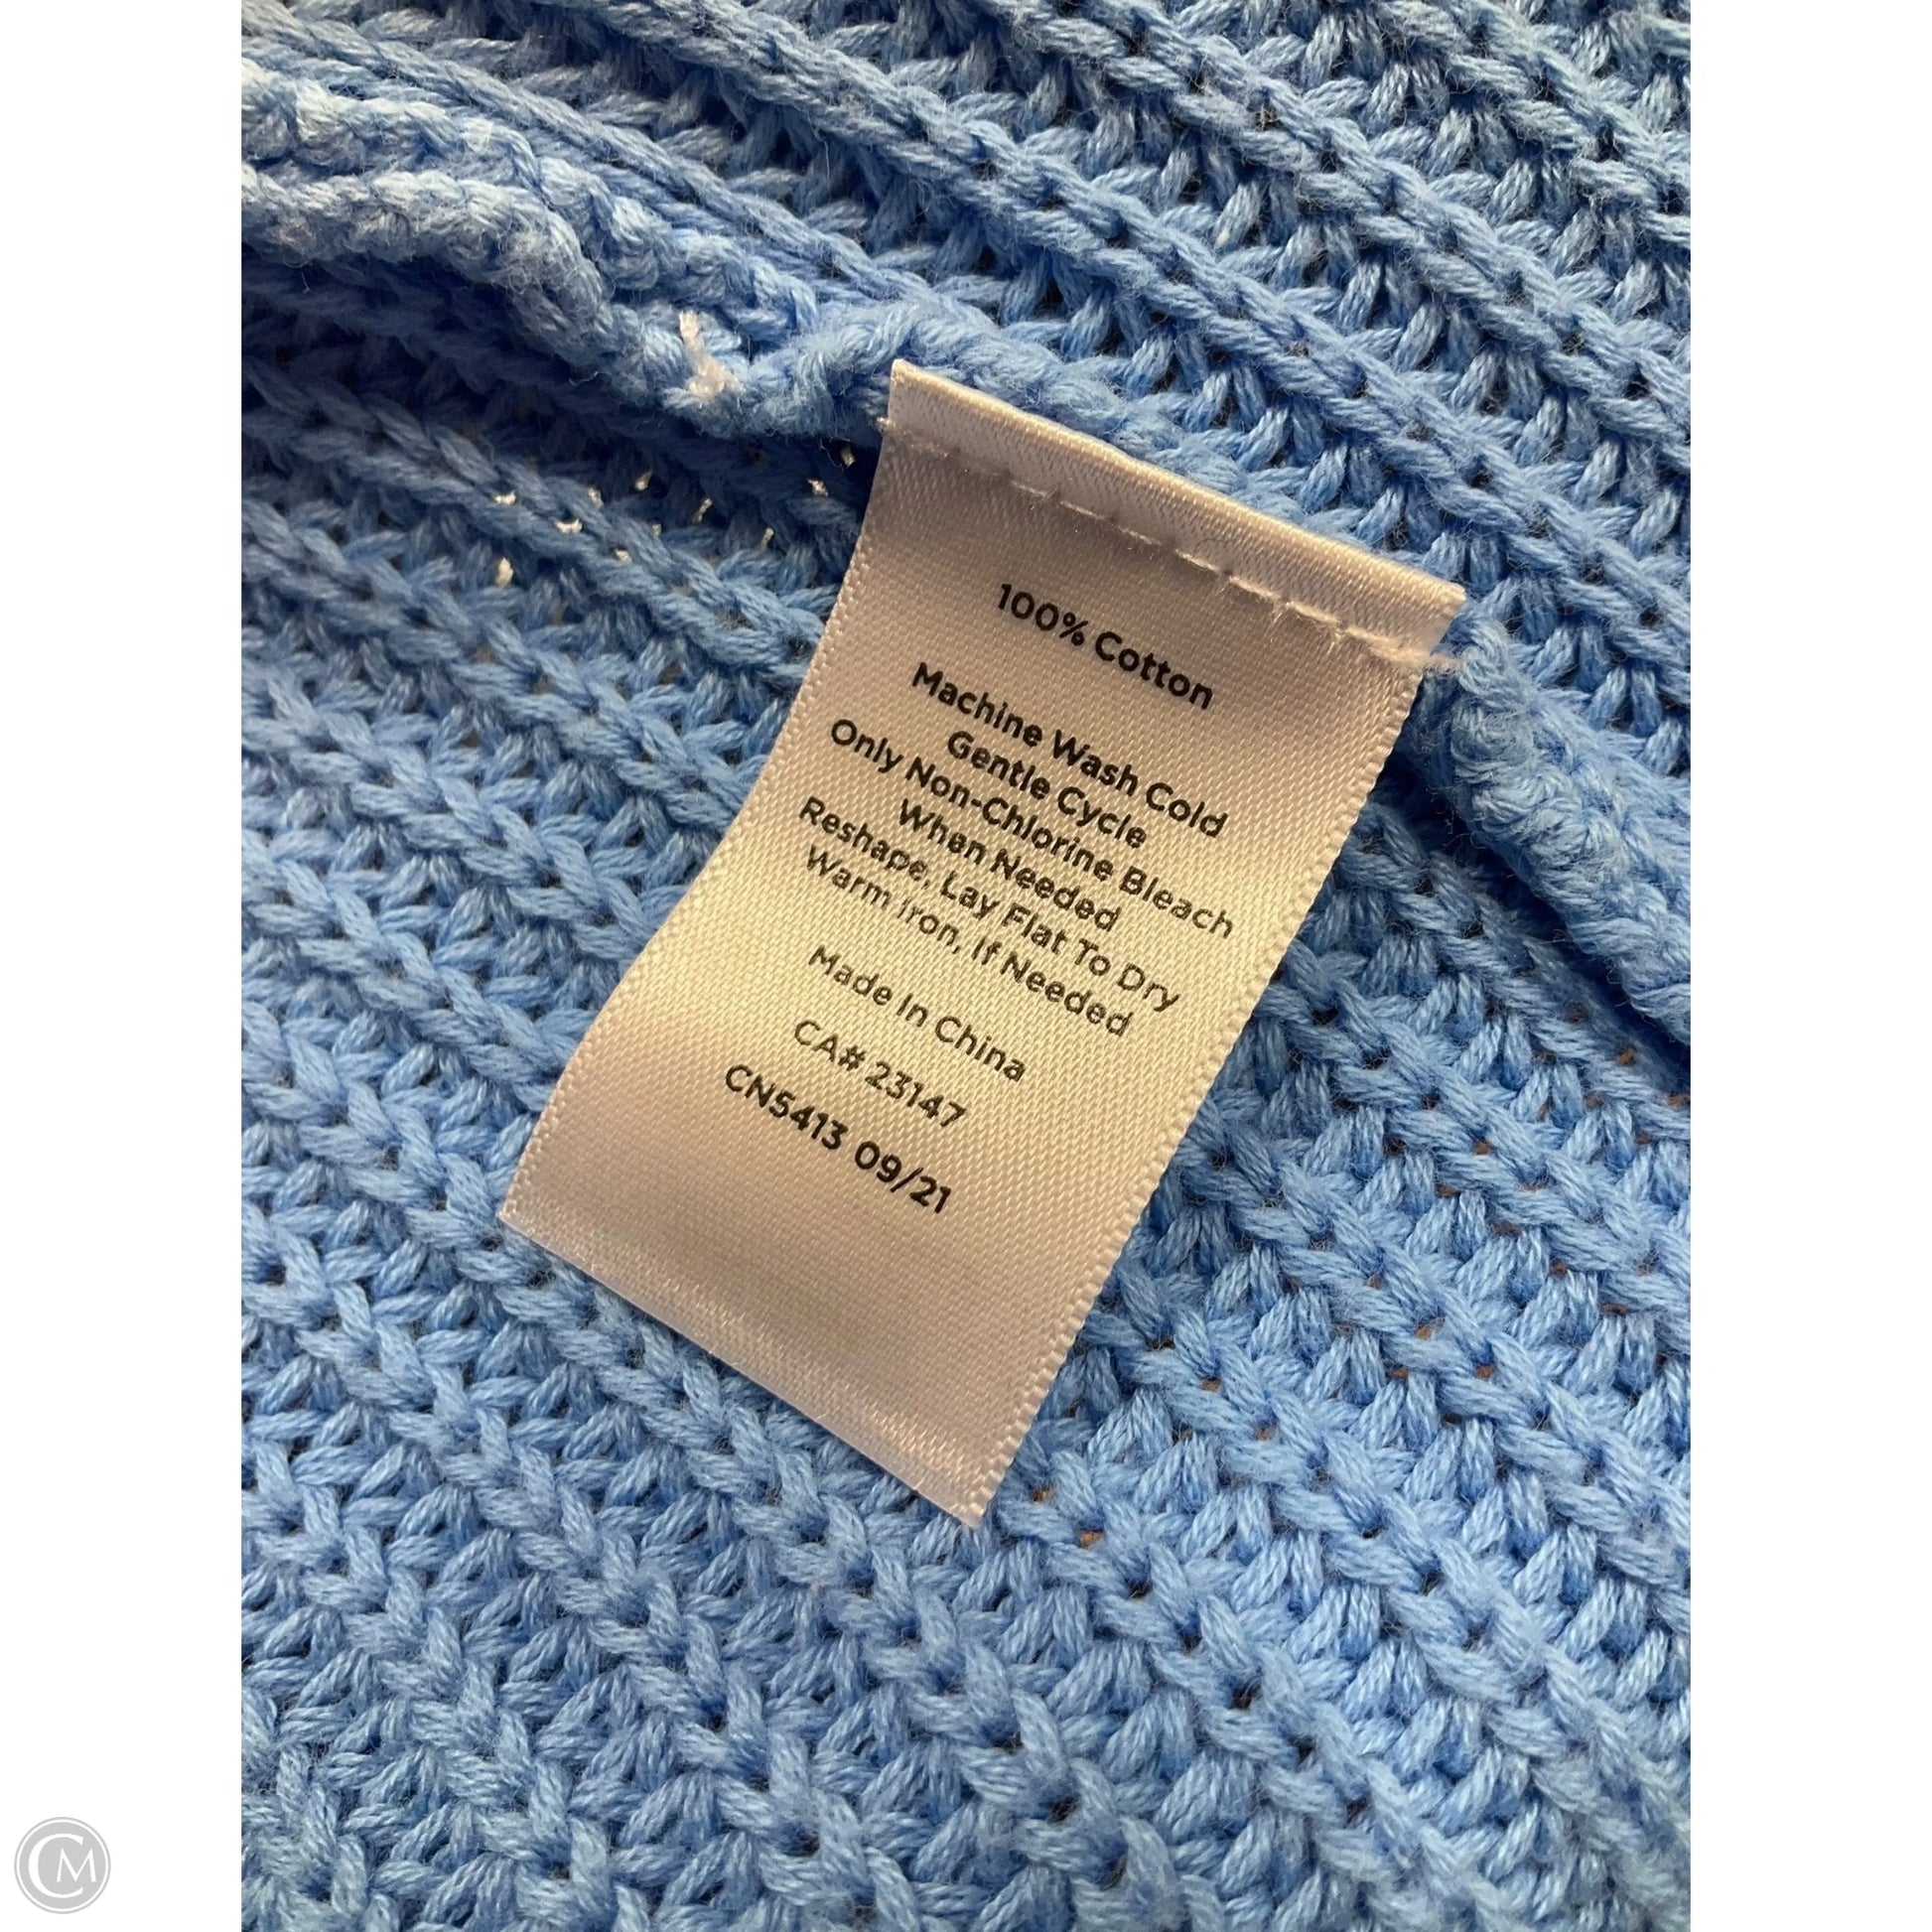 100% Cotton
Machine Wash Cold
Gentle Cycle
Only Non-Chlorine Bleach
When Needed
Reshape, Lay Flat To Dry
Warm Iron, If Needed
Made In China
CA# 23147
CN5413 09/21
CM